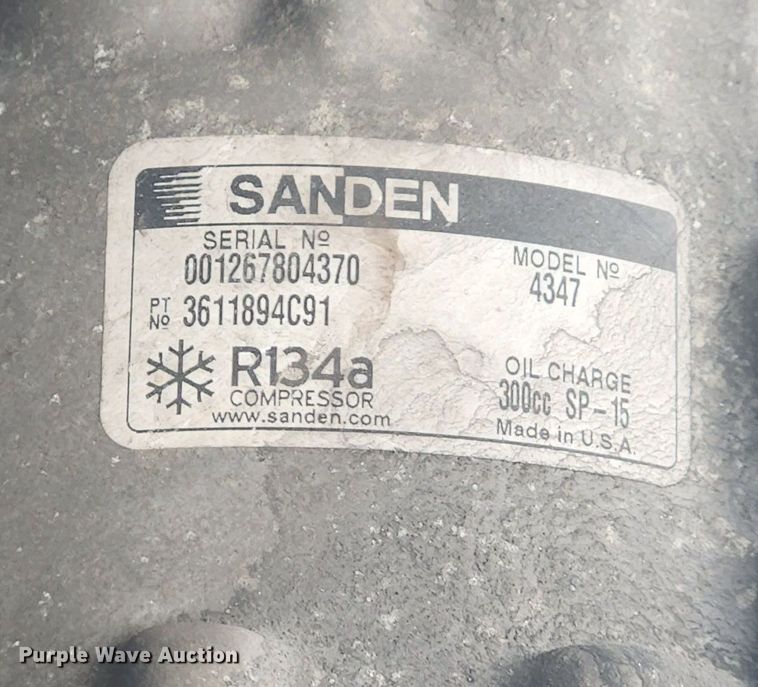 SANDEN
SERIAL Nº
001267804370
MODEL Nº
4347
PT Nº 3611894C91
R134a
COMPRESSOR
www.sanden.com
OIL CHARGE
300cc SP-15
Made in U.S.A.
Purple Wave Auction